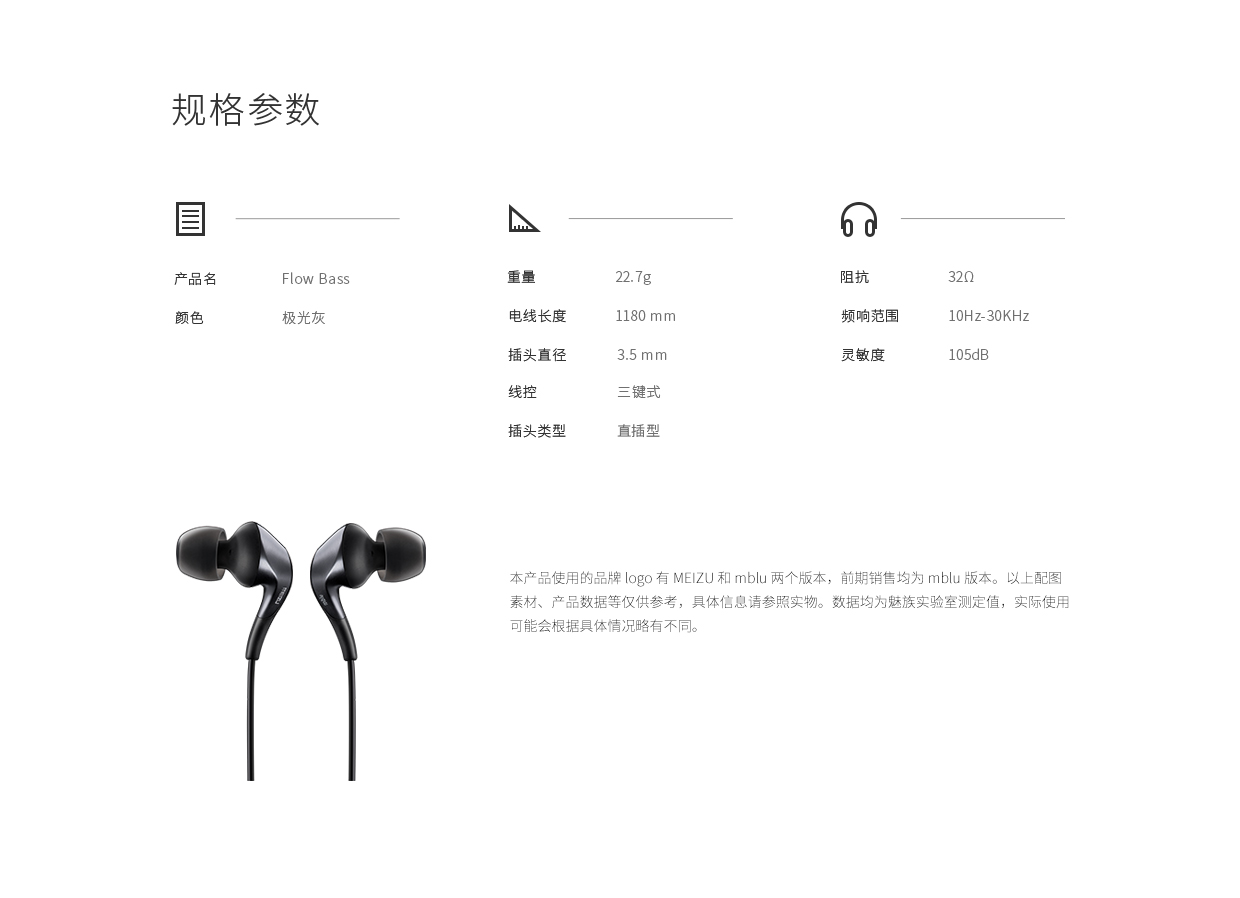 规格参数
产品名 Flow Bass
颜色 极光灰
重量 22.7g
电线长度 1180 mm
插头直径 3.5 mm
线控 三键式
插头类型 直插型
阻抗 32Ω
频响范围 10Hz-30KHz
灵敏度 105dB
本产品使用的品牌 logo 有 MEIZU 和 mblu 两个版本，前期销售均为 mblu 版本。以上配图
素材、产品数据等仅供参考，具体信息请参照实物。数据均为魅族实验室测定值，实际使用
可能会根据具体情况略有不同。